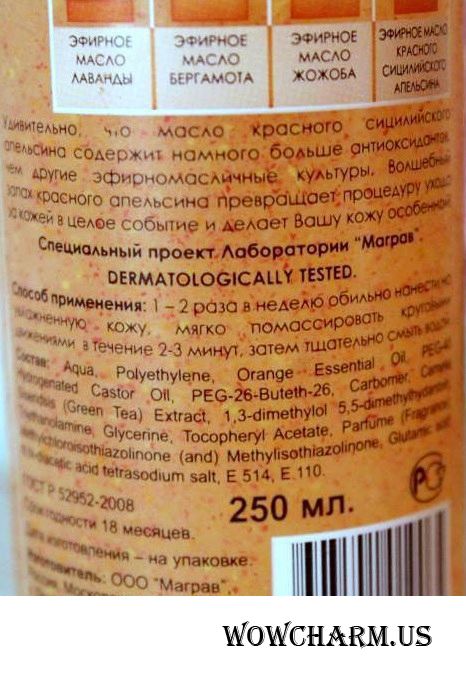 ЭФИРНОЕ МАСЛО ЛАВАНДЫ
ЭФИРНОЕ МАСЛО БЕРГАМОТА
ЭФИРНОЕ МАСЛО ЖОЖОБА
ЭФИРНОЕ МАСЛО КРАСНОГО СИЦИЛИЙСКОГО АПЕЛЬСИНА
Удивительно, что масло красного сицилийского
апельсина содержит намного больше антиоксидантов,
чем другие эфирномасличные культуры. Волшебный
запах красного апельсина превращает процедуру ухода
за кожей в целое событие и делает Вашу кожу особенной
Специальный проект Лаборатории "Маграв".
DERMATOLOGICALLY TESTED.
Способ применения: 1 – 2 раза в неделю обильно нанести на
увлажненную кожу, мягко помассировать круговыми
движениями в течение 2-3 минут, затем тщательно смыть водой.
Состав: Aqua, Polyethylene, Orange Essential Oil, PEG-40
Hydrogenated Castor Oil, PEG-26-Buteth-26, Carbomer, Camellia
Sinensis (Green Tea) Extract, 1,3-dimethylol 5,5-dimethylhydantoin
Glycerine, Tocopheryl Acetate, Parfume (Fragrance
(and) Methylisothiazolinone, Glutamic acid
acid tetrasodium salt, E 514, E 110.
ГОСТ Р 52952-2008
250 мл.
Срок годности 18 месяцев.
Дата изготовления – на упаковке.
Изготовитель: ООО "Маграв",
Россия,
WOWCHARM.US